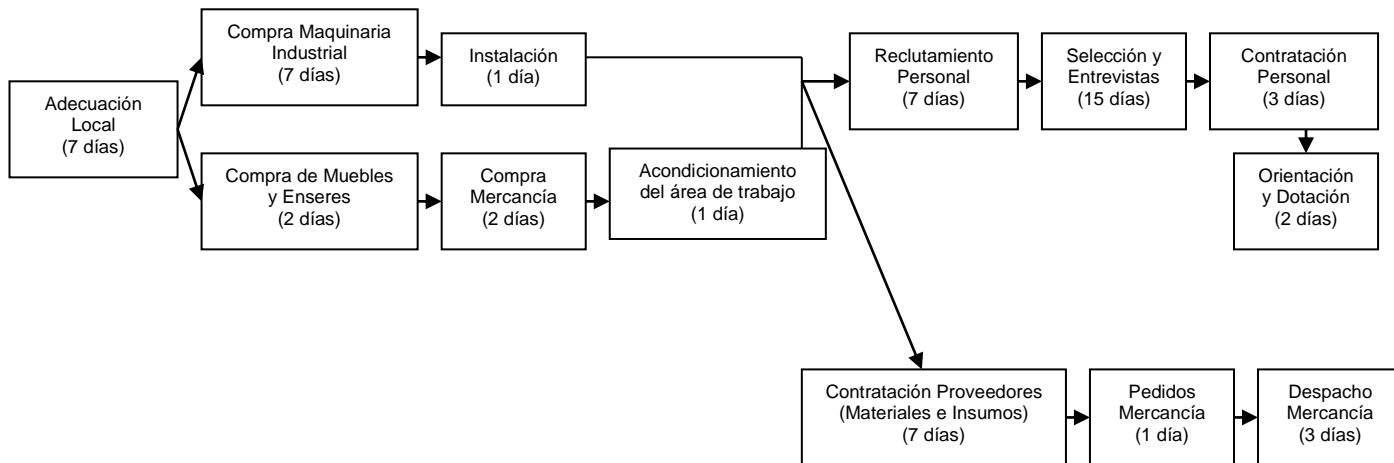 Adecuación
Local
(7 días)
Compra Maquinaria
Industrial
(7 días)
Instalación
(1 día)
Compra de Muebles
y Enseres
(2 días)
Compra
Mercancía
(2 días)
Acondicionamiento
del área de trabajo
(1 día)
Reclutamiento
Personal
(7 días)
Selección y
Entrevistas
(15 días)
Contratación
Personal
(3 días)
Orientación
y Dotación
(2 días)
Contratación Proveedores
(Materiales e Insumos)
(7 días)
Pedidos
Mercancía
(1 día)
Despacho
Mercancía
(3 días)